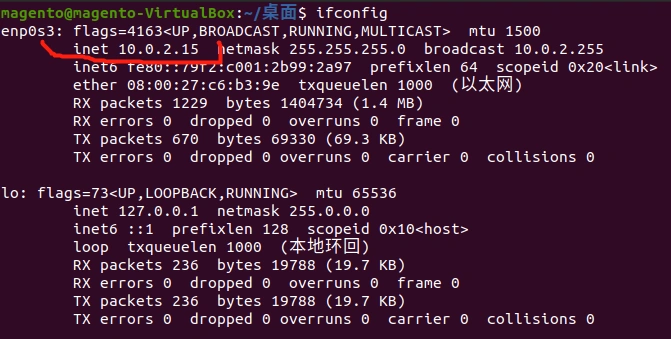 magento@magento-VirtualBox:~/桌面$ ifconfig
enp0s3: flags=4163<UP,BROADCAST,RUNNING,MULTICAST>  mtu 1500
        inet 10.0.2.15  netmask 255.255.255.0  broadcast 10.0.2.255
        inet6 fe80::79f2:c001:2b99:2a97  prefixlen 64  scopeid 0x20<link>
        ether 08:00:27:c6:b3:9e  txqueuelen 1000  (以太网)
        RX packets 1229  bytes 1404734 (1.4 MB)
        RX errors 0  dropped 0  overruns 0  frame 0
        TX packets 670  bytes 69330 (69.3 KB)
        TX errors 0  dropped 0 overruns 0  carrier 0  collisions 0
lo: flags=73<UP,LOOPBACK,RUNNING>  mtu 65536
        inet 127.0.0.1  netmask 255.0.0.0
        inet6 ::1  prefixlen 128  scopeid 0x10<host>
        loop  txqueuelen 1000  (本地环回)
        RX packets 236  bytes 19788 (19.7 KB)
        RX errors 0  dropped 0  overruns 0  frame 0
        TX packets 236  bytes 19788 (19.7 KB)
        TX errors 0  dropped 0 overruns 0  carrier 0  collisions 0